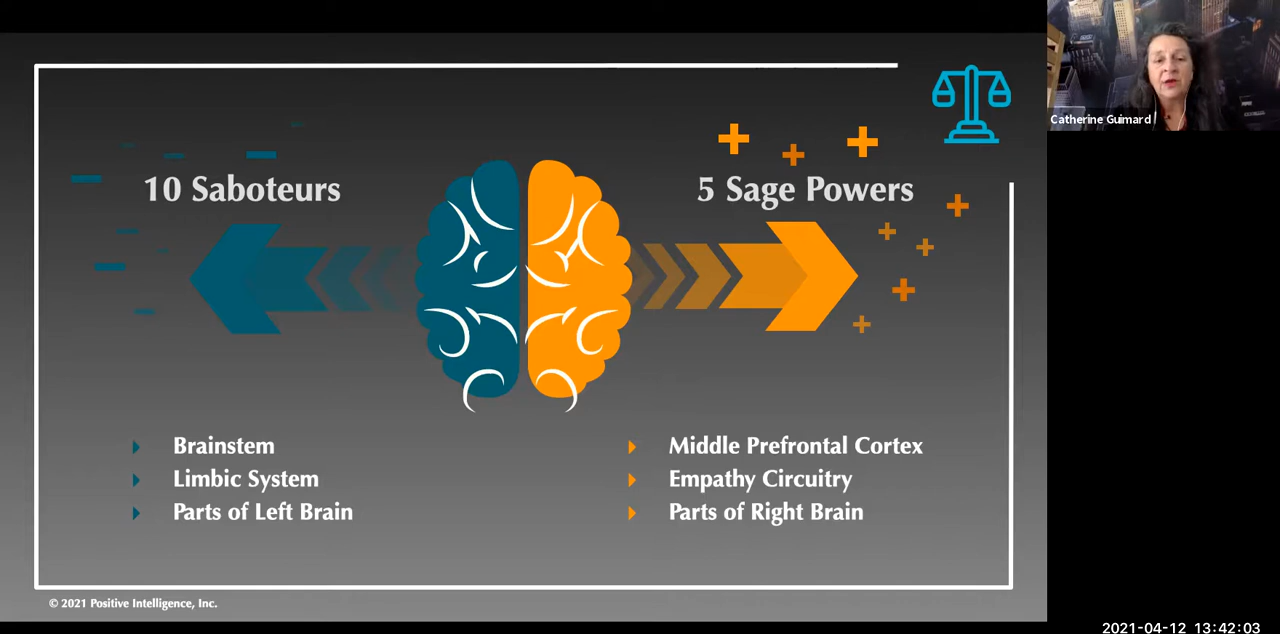 Catherine Guimard
10 Saboteurs
5 Sage Powers
Brainstem
Limbic System
Parts of Left Brain
Middle Prefrontal Cortex
Empathy Circuitry
Parts of Right Brain
© 2021 Positive Intelligence, Inc.
2021-04-12 13:42:03